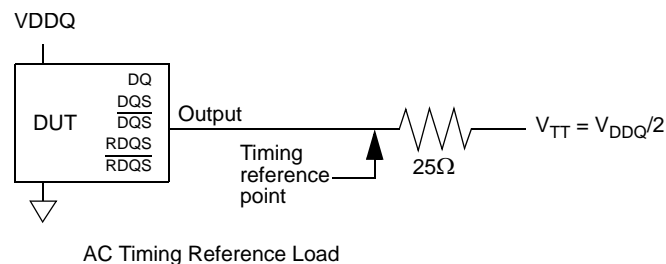 VDDQ
DUT
DQ
DQS
DQS
RDQS
RDQS
Output
Timing
reference
point
25Ω
VTT = VDDQ/2
AC Timing Reference Load